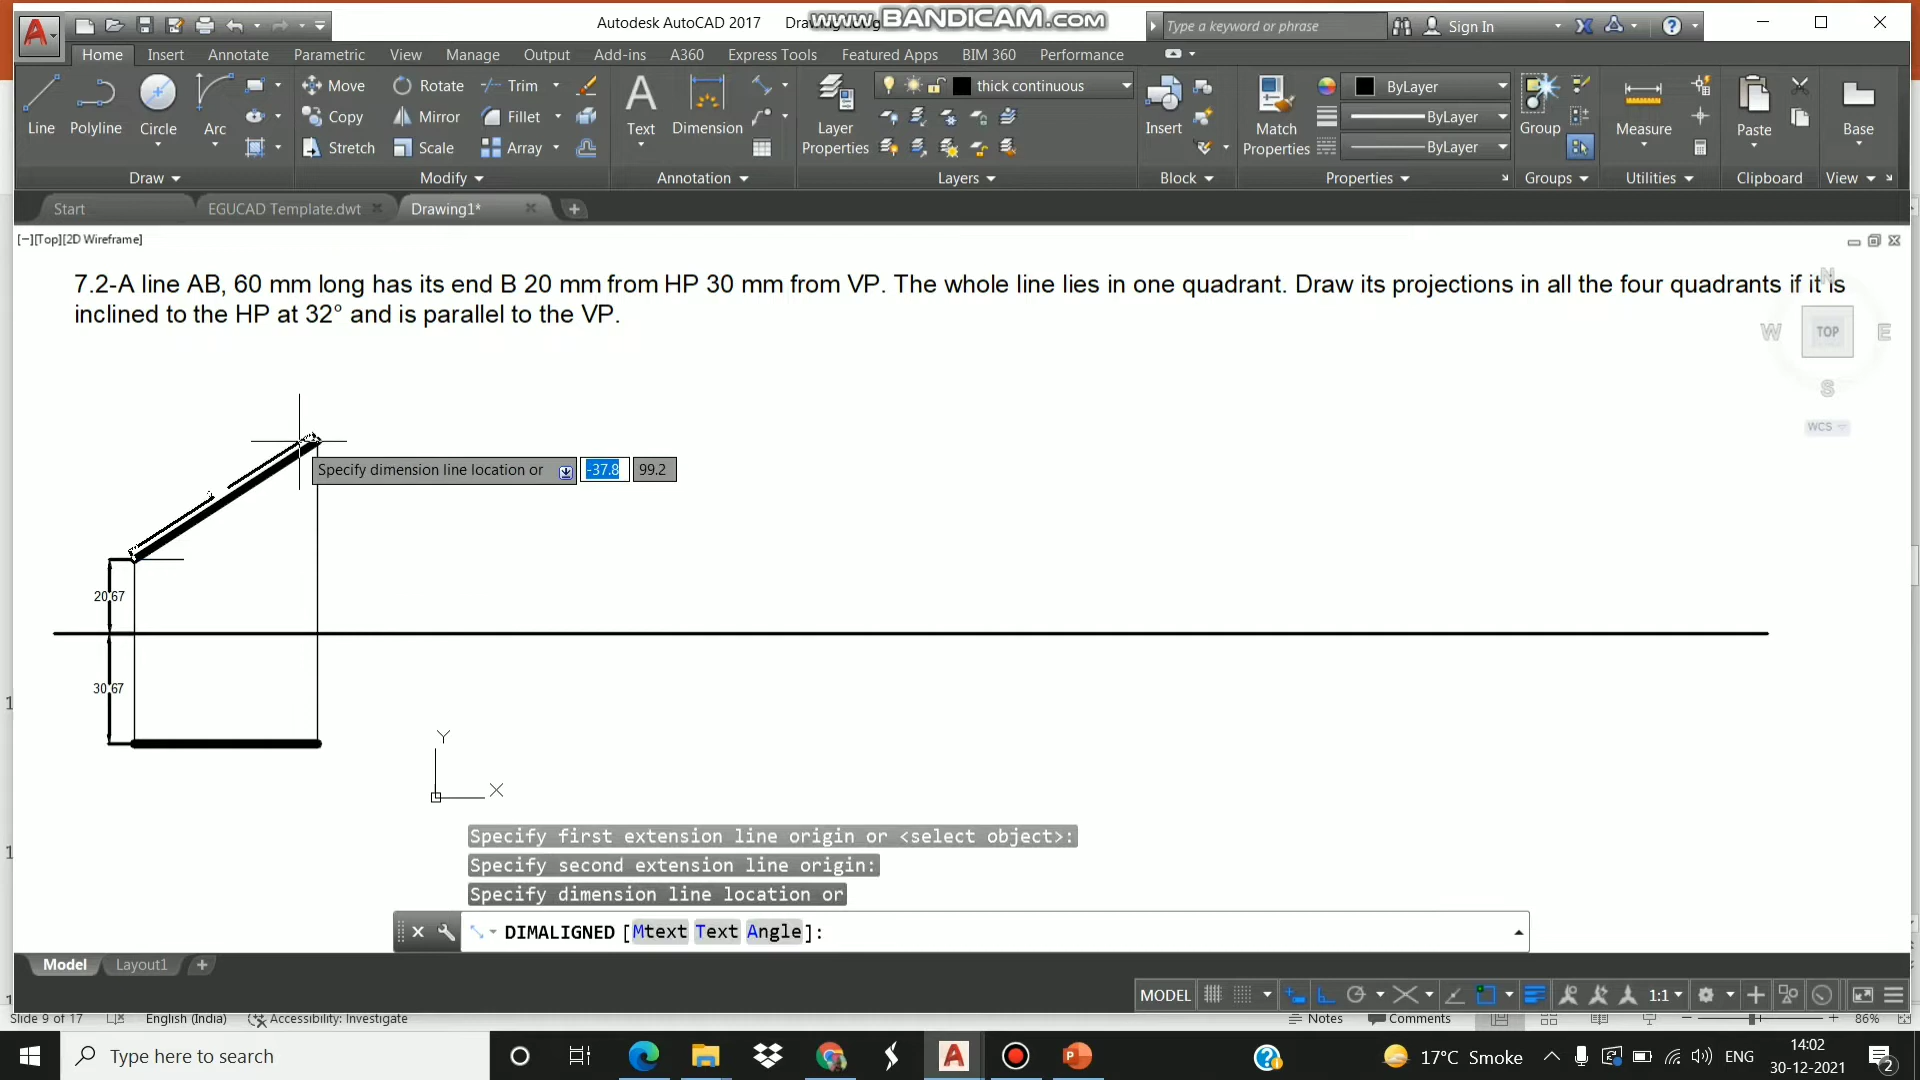 Autodesk AutoCAD 2017
www.BANDICAM.com
Type a keyword or phrase
Sign In
Home Insert Annotate Parametric View Manage Output Add-ins A360 Express Tools Featured Apps BIM 360 Performance
Move Rotate Trim
thick continuous
ByLayer
Copy Mirror Fillet
ByLayer
Line Polyline Circle Arc
Text Dimension
Layer
Properties
Insert
Match
Properties
Group
Measure
Paste
Base
Stretch Scale Array
ByLayer
Draw Modify Annotation Layers Block Properties Groups Utilities Clipboard View
Start EGUCAD Template.dwt Drawing1*
[−][Top][2D Wireframe]
7.2-A line AB, 60 mm long has its end B 20 mm from HP 30 mm from VP. The whole line lies in one quadrant. Draw its projections in all the four quadrants if it is
inclined to the HP at 32° and is parallel to the VP.
N
W TOP E
S
WCS
Specify dimension line location or -37.8 99.2
20.67
30.67
Y
X
Specify first extension line origin or <select object>:
Specify second extension line origin:
Specify dimension line location or
DIMALIGNED [Mtext Text Angle]:
Model Layout1
MODEL 1:1
Slide 9 of 17 English (India) Accessibility: Investigate Notes Comments 86%
Type here to search
17°C Smoke
ENG
14:02
30-12-2021
2